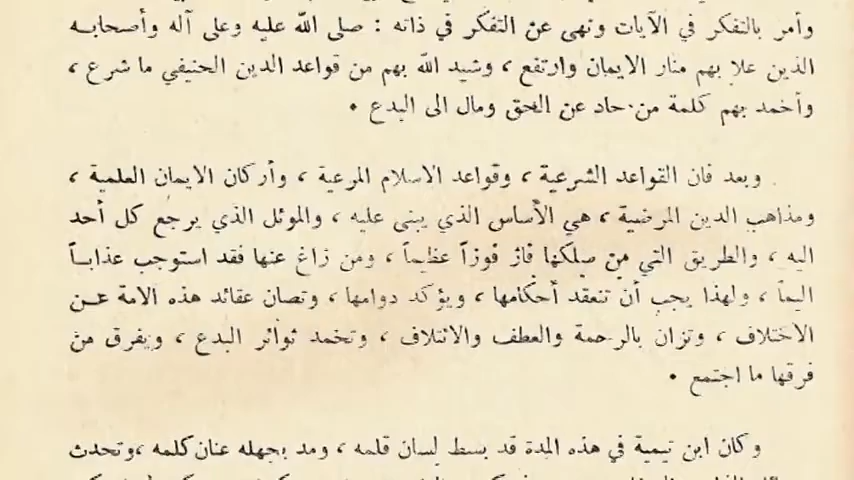 وأمر بالتفكر في الآيات ونهى عن التفكر في ذاته : صلى الله عليه وعلى آله وأصحابه
الذين علا بهم منار الايمان وارتفع ، وشيد الله بهم من قواعد الدين الحنيفي ما شرع ،
وأخمد بهم كلمة من حاد عن الحق ومال الى البدع .
وبعد فان القواعد الشرعية ، وقواعد الاسلام المرعية ، وأركان الايمان العلمية ،
ومذاهب الدين المرضية ، هي الأساس الذي يبنى عليه ، والموئل الذي يرجع كل أحد
اليه ، والطريق التي من سلكها فاز فوزاً عظيماً ، ومن زاغ عنها فقد استوجب عذاباً
اليماً ، ولهذا يجب أن تنعقد أحكامها ، ويؤكد دوامها ، وتصان عقائد هذه الامة عن
الاختلاف ، وتزان بالرحمة والعطف والائتلاف ، وتخمد ثوائر البدع ، ويفرق من
فرقها ما اجتمع .
وكان ابن تيمية في هذه المدة قد بسط لسان قلمه ، ومد بجهله عنان كلمه ، وتحدث